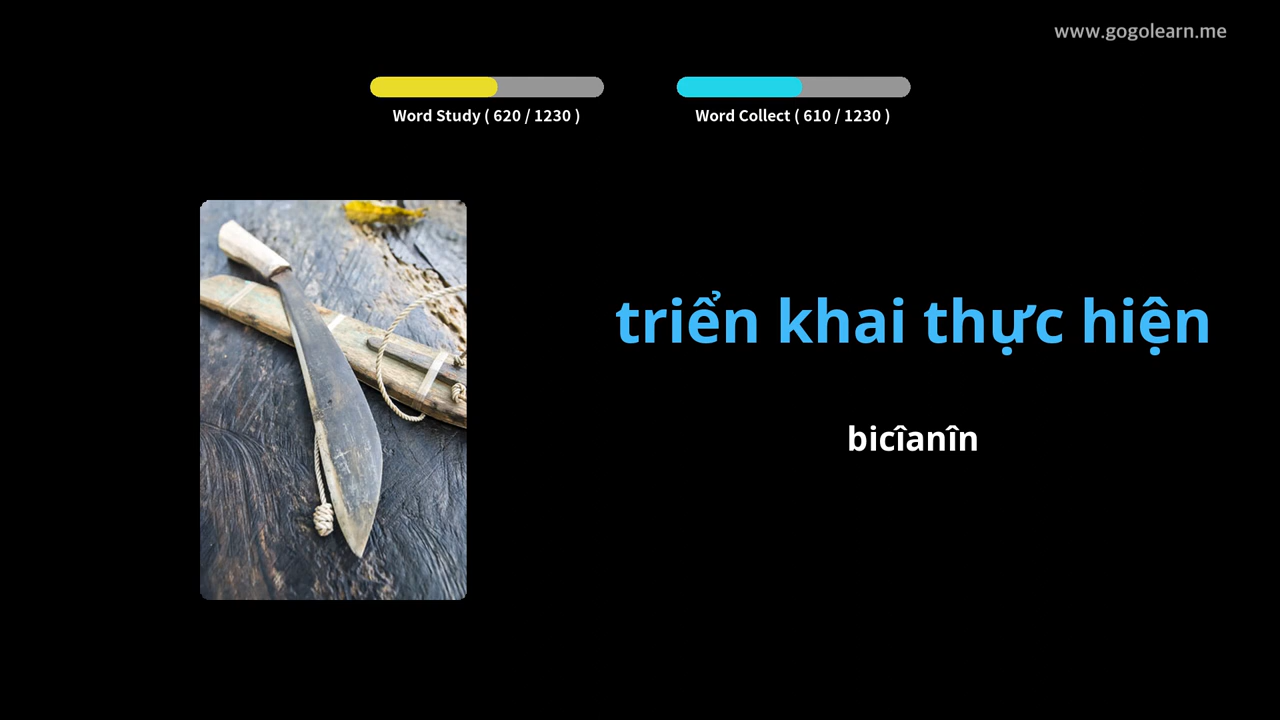 www.gogolearn.me
Word Study ( 620 / 1230 )
Word Collect ( 610 / 1230 )
triển khai thực hiện
bicîanîn